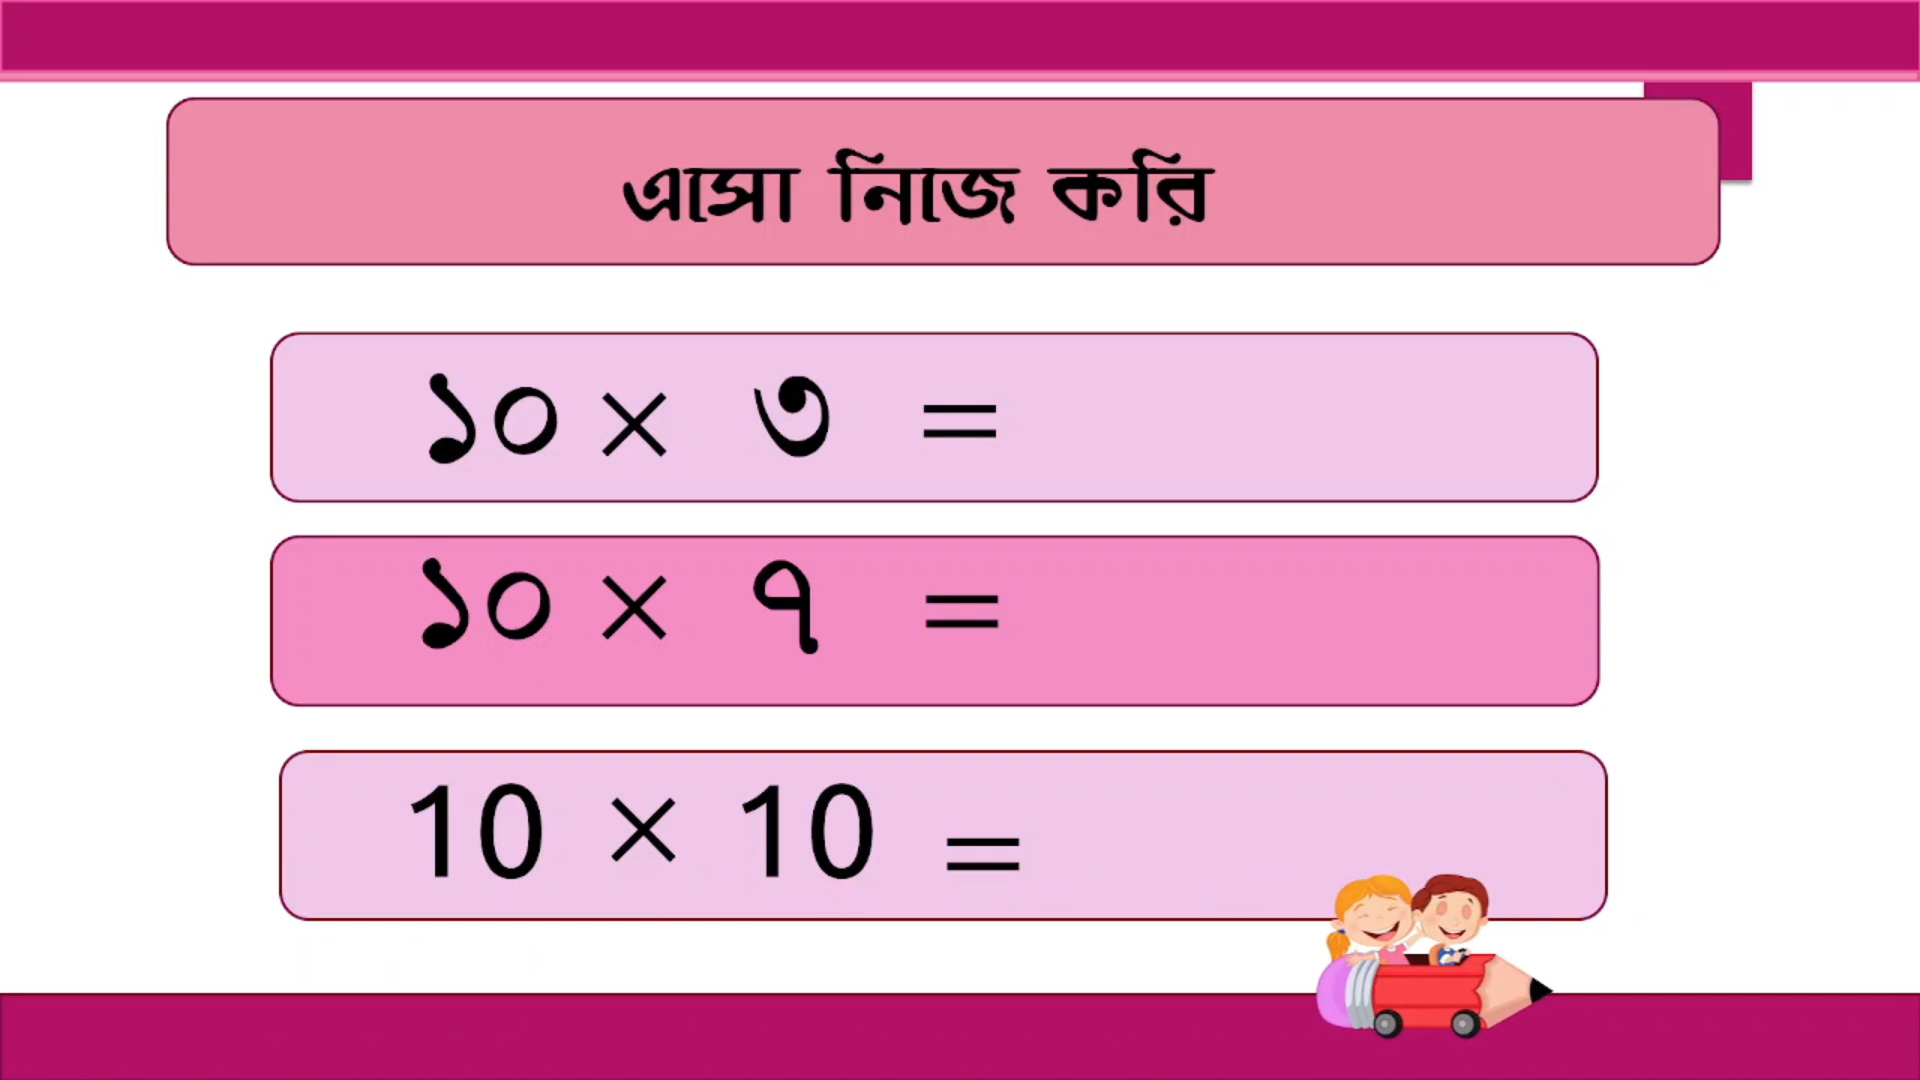 এসো নিজে করি
১০ × ৩ =
১০ × ৭ =
10 × 10 =